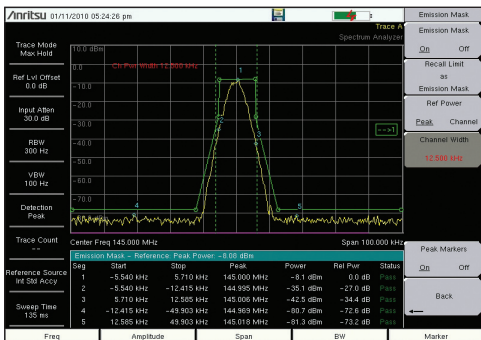 Anritsu 01/11/2010 05:24:26 pm
Trace A
Spectrum Analyzer
Trace Mode
Max Hold
Ref Lvl Offset
0.0 dB
Input Atten
30.0 dB
RBW
300 Hz
VBW
100 Hz
Detection
Peak
Trace Count
--
Reference Source
Int Std Accy
Sweep Time
135 ms
10.0 dBm
0.0
Ch Pwr Width 12.500 kHz
-10.0
-20.0
-30.0
-40.0
-50.0
-60.0
-70.0
1
2
3
4
5
-->1
Center Freq 145.000 MHz
Span 100.000 kHz
Emission Mask - Reference: Peak Power: -8.08 dBm
Seg Start Stop Peak Power Rel Pwr Status
1 -5.540 kHz 5.710 kHz 145.000 MHz -8.1 dBm 0.0 dB Pass
2 -5.540 kHz -12.415 kHz 144.995 MHz -35.1 dBm -27.0 dB Pass
3 5.710 kHz 12.585 kHz 145.006 MHz -42.5 dBm -34.4 dB Pass
4 -12.415 kHz -49.903 kHz 144.969 MHz -80.7 dBm -72.6 dB Pass
5 12.585 kHz 49.903 kHz 145.018 MHz -81.3 dBm -73.2 dB Pass
Emission Mask
Emission Mask
On Off
Recall Limit
as
Emission Mask
Ref Power
Peak Channel
Channel Width
12.500 kHz
Peak Markers
On Off
Back
Freq Amplitude Span BW Marker